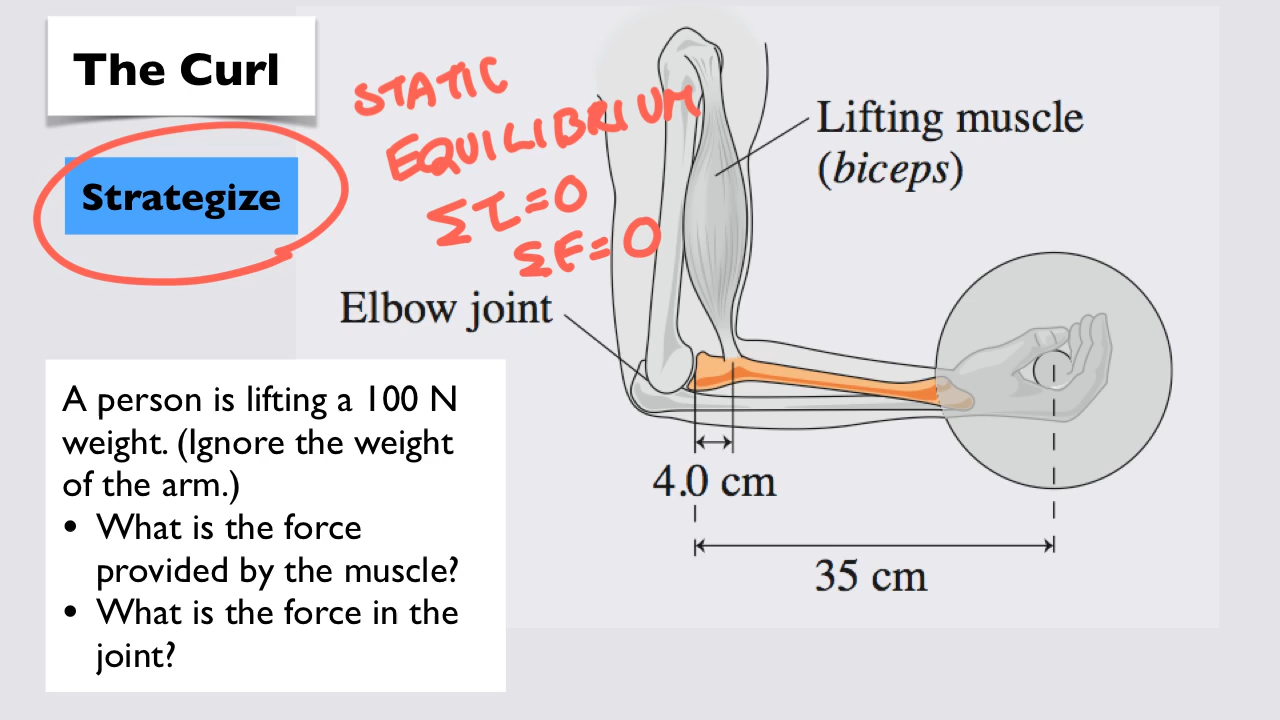 The Curl
Strategize
STATIC
EQUILIBRIUM
Στ=0
ΣF=0
Lifting muscle
(biceps)
Elbow joint
4.0 cm
35 cm
A person is lifting a 100 N
weight. (Ignore the weight
of the arm.)
• What is the force
provided by the muscle?
• What is the force in the
joint?